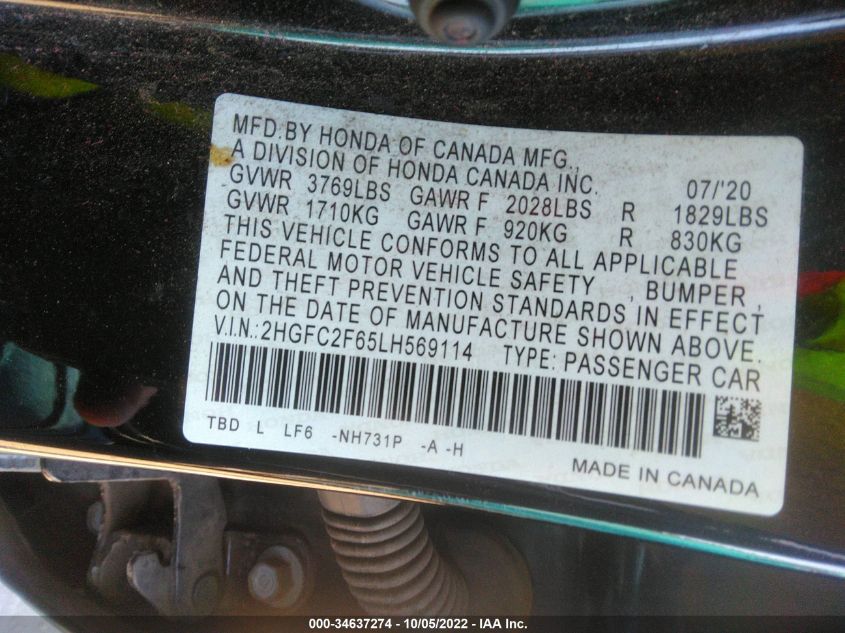 MFD.BY HONDA OF CANADA MFG.,
A DIVISION OF HONDA CANADA INC. 07/'20
GVWR 3769LBS GAWR F 2028LBS R 1829LBS
GVWR 1710KG GAWR F 920KG R 830KG
THIS VEHICLE CONFORMS TO ALL APPLICABLE
FEDERAL MOTOR VEHICLE SAFETY , BUMPER ,
AND THEFT PREVENTION STANDARDS IN EFFECT
ON THE DATE OF MANUFACTURE SHOWN ABOVE.
V.I.N.:2HGFC2F65LH569114 TYPE: PASSENGER CAR
TBD L LF6 -NH731P -A -H
MADE IN CANADA
000-34637274 - 10/05/2022 - IAA Inc.